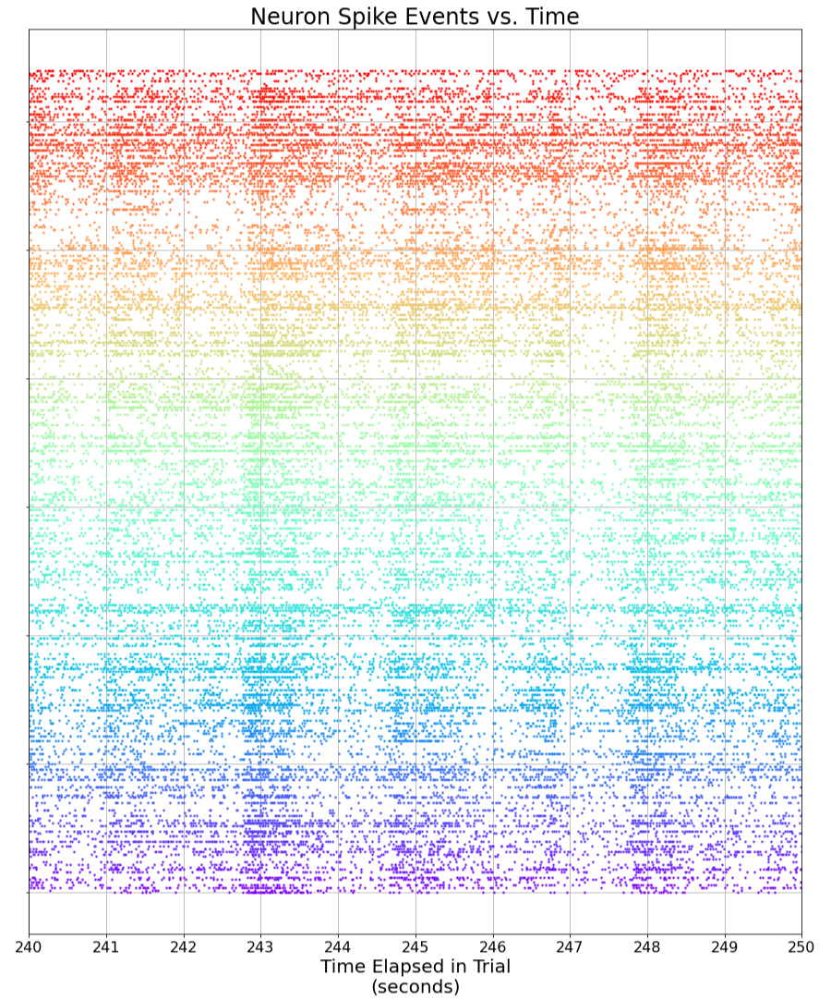 Neuron Spike Events vs. Time
240 241 242 243 244 245 246 247 248 249 250
Time Elapsed in Trial
(seconds)